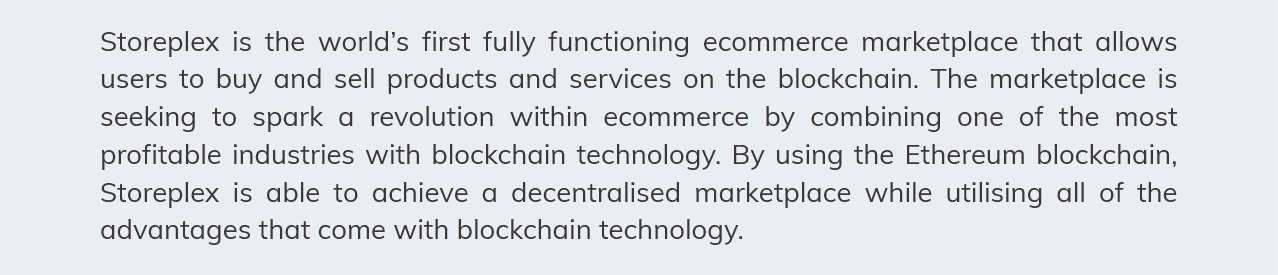 Storeplex is the world’s first fully functioning ecommerce marketplace that allows
users to buy and sell products and services on the blockchain. The marketplace is
seeking to spark a revolution within ecommerce by combining one of the most
profitable industries with blockchain technology. By using the Ethereum blockchain,
Storeplex is able to achieve a decentralised marketplace while utilising all of the
advantages that come with blockchain technology.